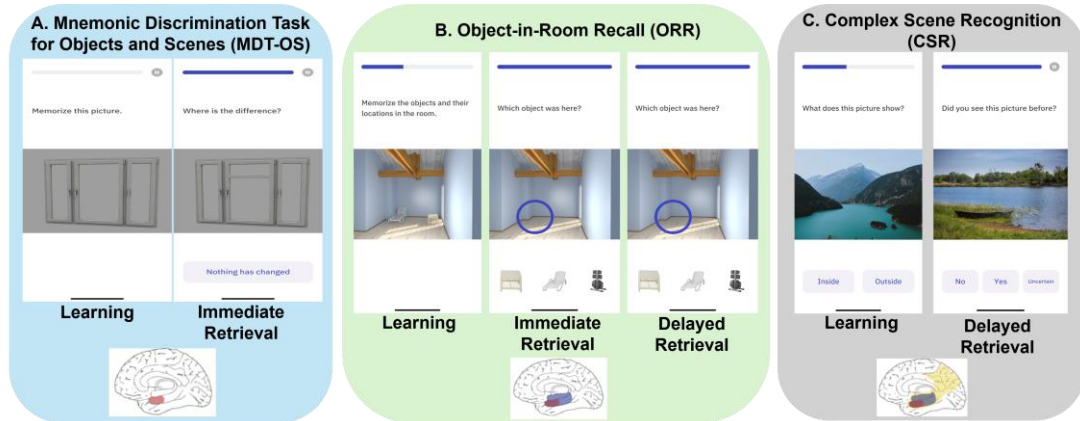 A. Mnemonic Discrimination Task
for Objects and Scenes (MDT-OS)
Memorize this picture.
Where is the difference?
Nothing has changed
Learning
Immediate
Retrieval
B. Object-in-Room Recall (ORR)
Memorize the objects and their
locations in the room.
Which object was here?
Which object was here?
Learning
Immediate
Retrieval
Delayed
Retrieval
C. Complex Scene Recognition
(CSR)
What does this picture show?
Did you see this picture before?
Inside
Outside
No
Yes
Uncertain
Learning
Delayed
Retrieval